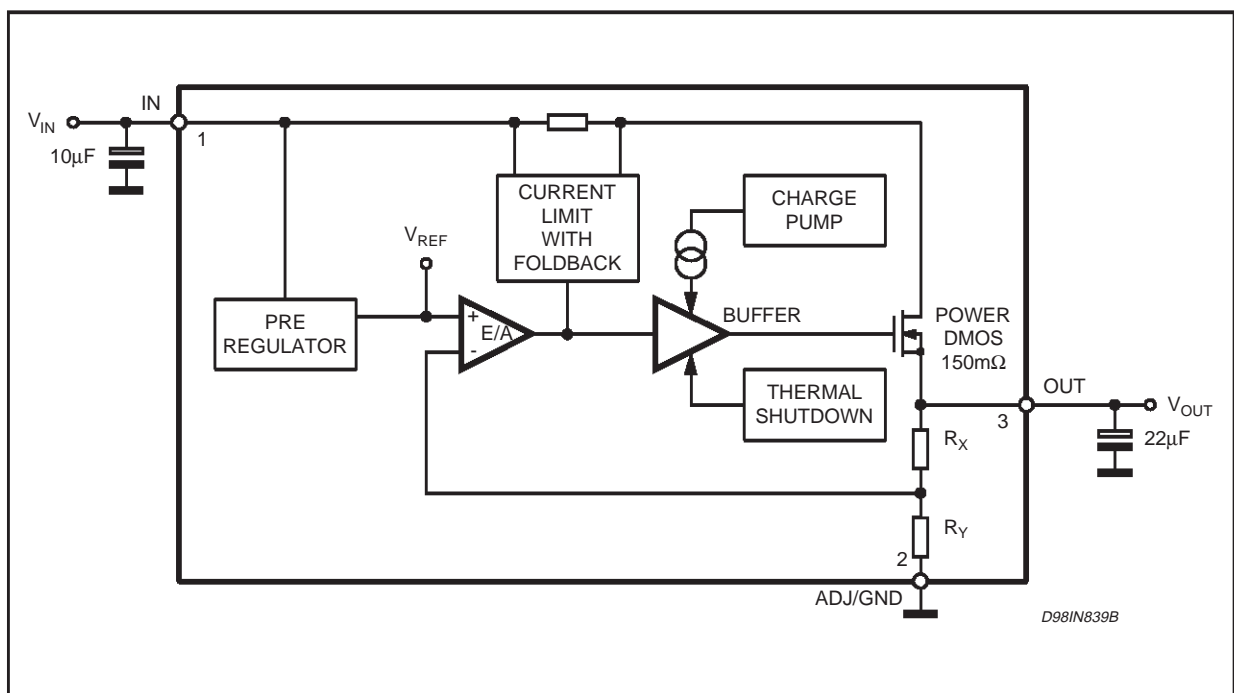 IN
V_IN
1
10μF
CURRENT
LIMIT
WITH
FOLDBACK
CHARGE
PUMP
V_REF
PRE
REGULATOR
+
E/A
-
BUFFER
POWER
DMOS
150mΩ
THERMAL
SHUTDOWN
OUT
3
V_OUT
22μF
R_X
R_Y
2
ADJ/GND
D98IN839B